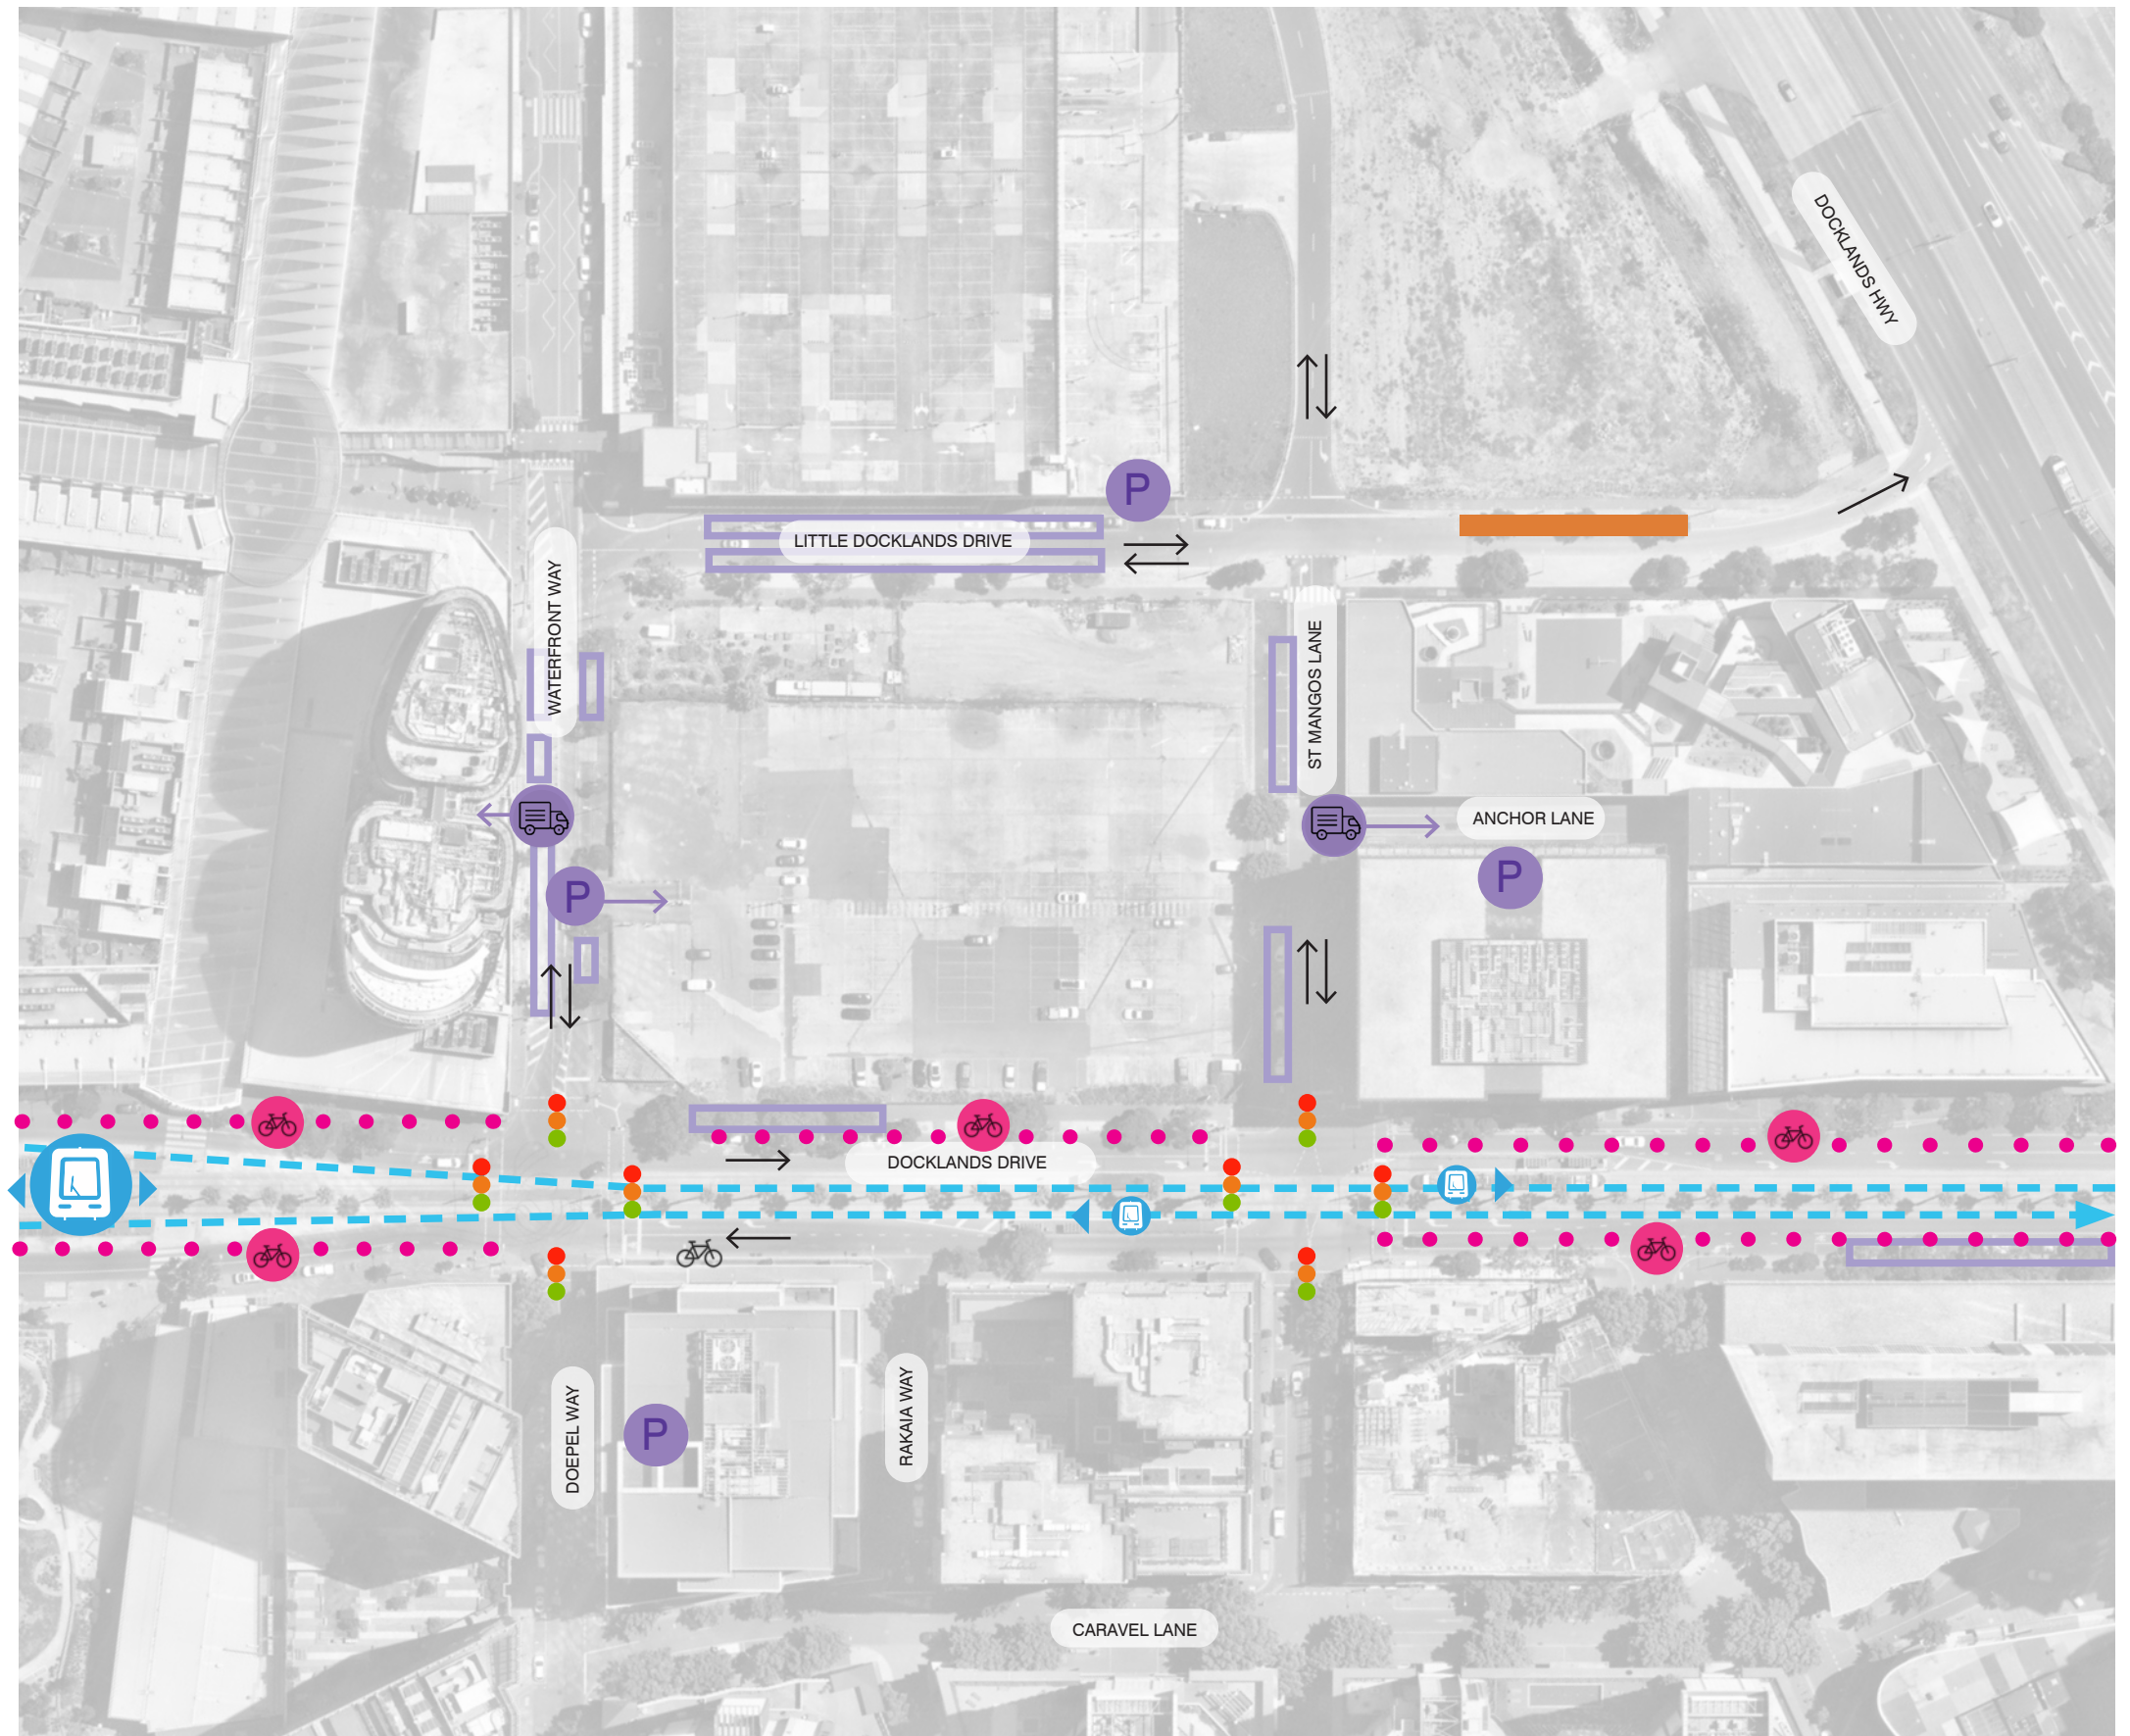 DOCKLANDS HWY
P
LITTLE DOCKLANDS DRIVE
WATERFRONT WAY
ST MANGOS LANE
ANCHOR LANE
P
P
DOCKLANDS DRIVE
DOEPEL WAY
RAKAIA WAY
P
CARAVEL LANE